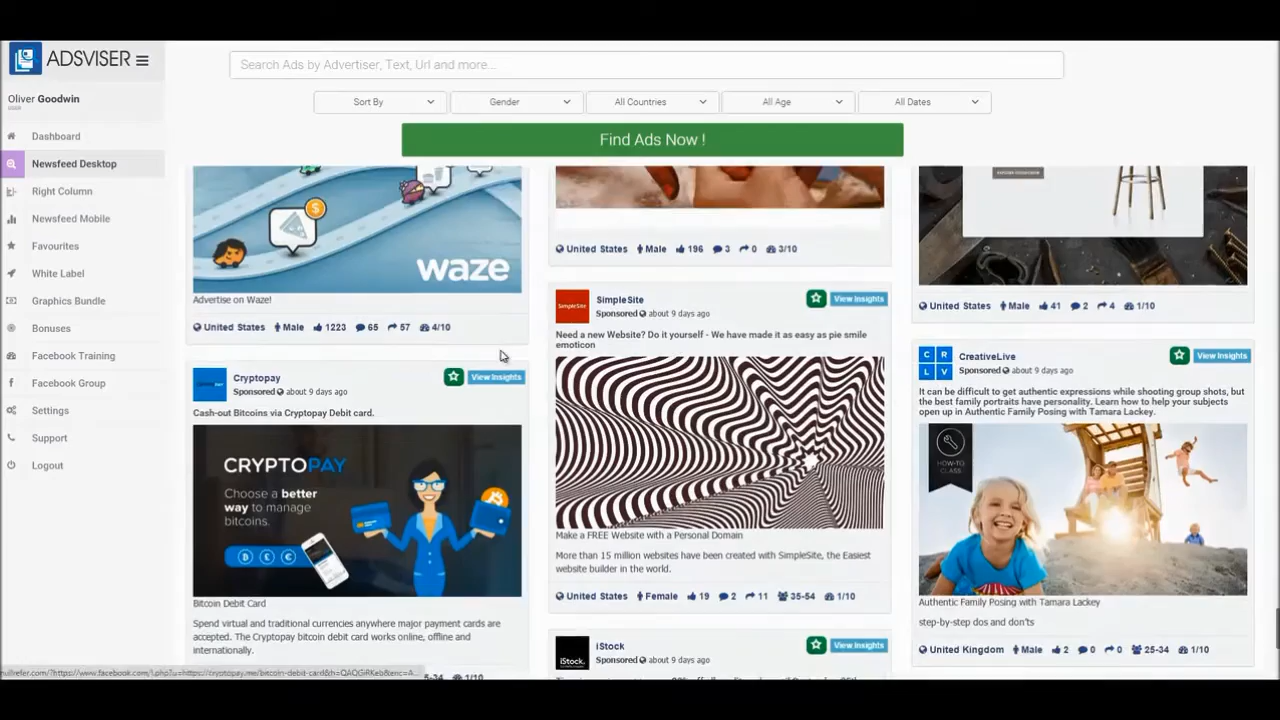 ADSVISER
Search Ads by Advertiser, Text, Url and more...
Oliver Goodwin
Sort By
Gender
All Countries
All Age
All Dates
Find Ads Now !
Dashboard
Newsfeed Desktop
Right Column
Newsfeed Mobile
Favourites
White Label
Graphics Bundle
Bonuses
Facebook Training
Facebook Group
Settings
Support
Logout
waze
Advertise on Waze!
United States Male 1223 65 57 4/10
Cryptopay
View Insights
Sponsored about 9 days ago
Cash-out Bitcoins via Cryptopay Debit card.
CRYPTOPAY
Choose a better
way to manage
bitcoins.
Bitcoin Debit Card
Spend virtual and traditional currencies anywhere major payment cards are
accepted. The Cryptopay bitcoin debit card works online, offline and
internationally.
5-34 1/10
United States Male 196 3 0 3/10
SimpleSite
SimpleSite
View Insights
Sponsored about 9 days ago
Need a new Website? Do it yourself - We have made it as easy as pie smile
emoticon
Make a FREE Website with a Personal Domain
More than 15 million websites have been created with SimpleSite, the Easiest
website builder in the world.
United States Female 19 2 11 35-54 1/10
iStock.
iStock
View Insights
Sponsored about 9 days ago
United States Male 41 2 4 1/10
C R
L V
CreativeLive
View Insights
Sponsored about 9 days ago
It can be difficult to get authentic expressions while shooting group shots, but
the best family portraits have personality. Learn how to help your subjects
open up in Authentic Family Posing with Tamara Lackey.
HOW-TO
CLASS
Authentic Family Posing with Tamara Lackey
step-by-step dos and don'ts
United Kingdom Male 2 0 0 25-34 1/10